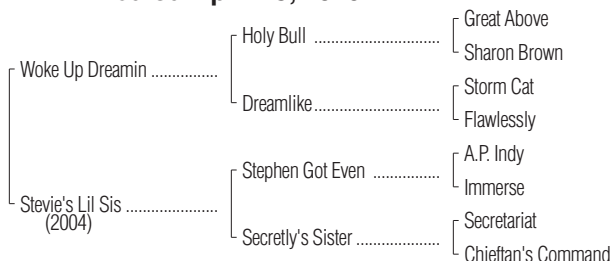 Great Above
Holy Bull ..............................
Sharon Brown
Woke Up Dreamin ................
Storm Cat
Dreamlike..............................
Flawlessly
A.P. Indy
Stephen Got Even ................
Immerse
Stevie's Lil Sis ......................
(2004)
Secretariat
Secretly's Sister ....................
Chieftan's Command